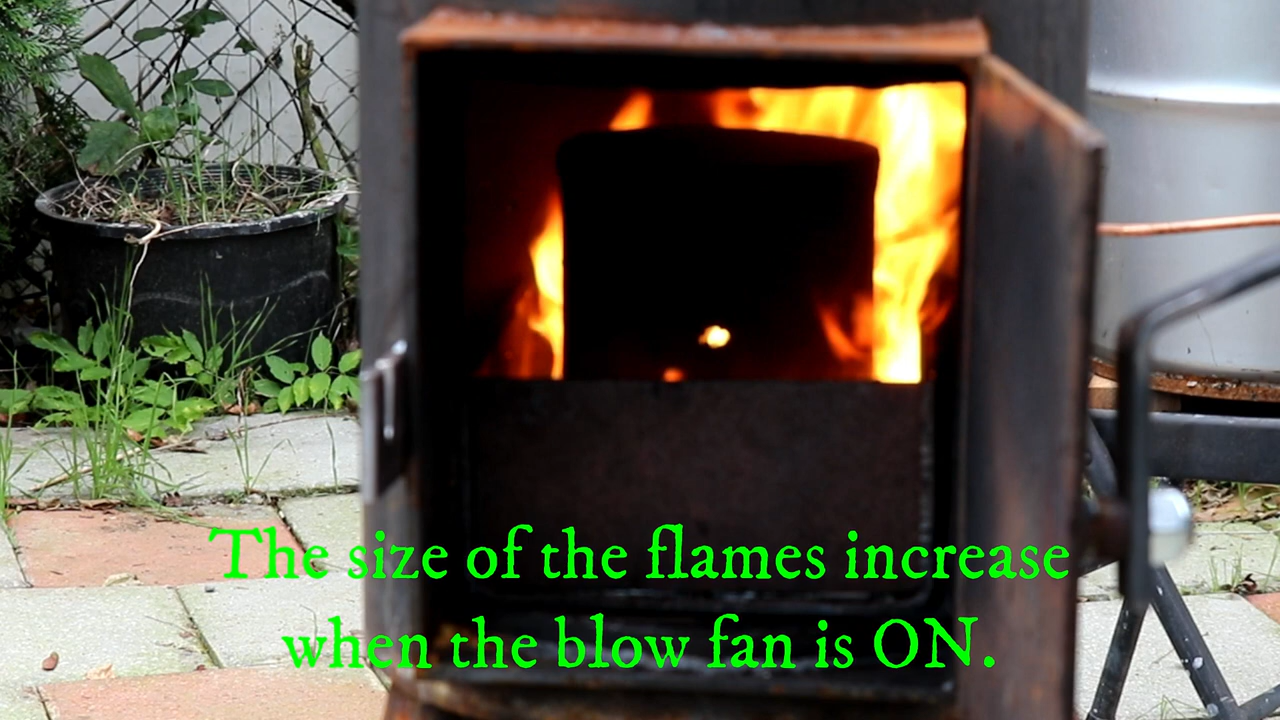 The size of the flames increase
when the blow fan is ON.